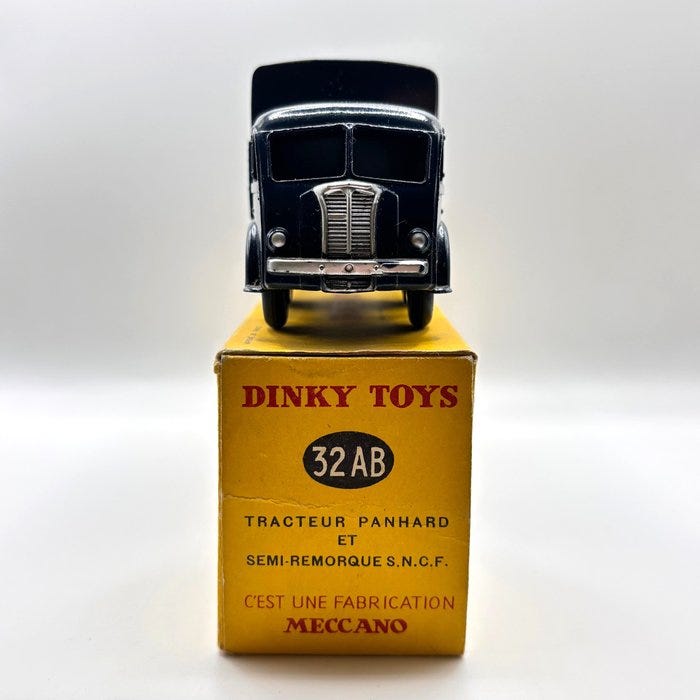 DINKY TOYS
32AB
TRACTEUR PANHARD
ET
SEMI-REMORQUE S.N.C.F.
C'EST UNE FABRICATION
MECCANO